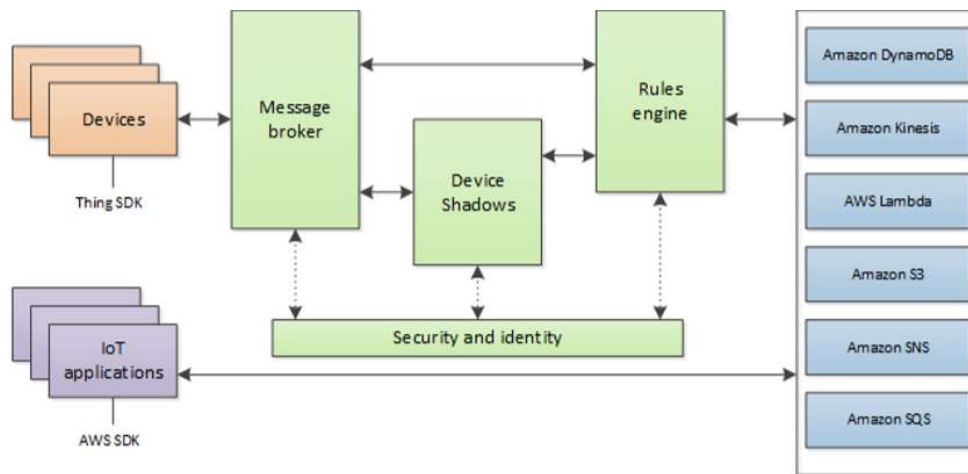 Devices
Thing SDK
IoT
applications
AWS SDK
Message
broker
Device
Shadows
Rules
engine
Security and identity
Amazon DynamoDB
Amazon Kinesis
AWS Lambda
Amazon S3
Amazon SNS
Amazon SQS